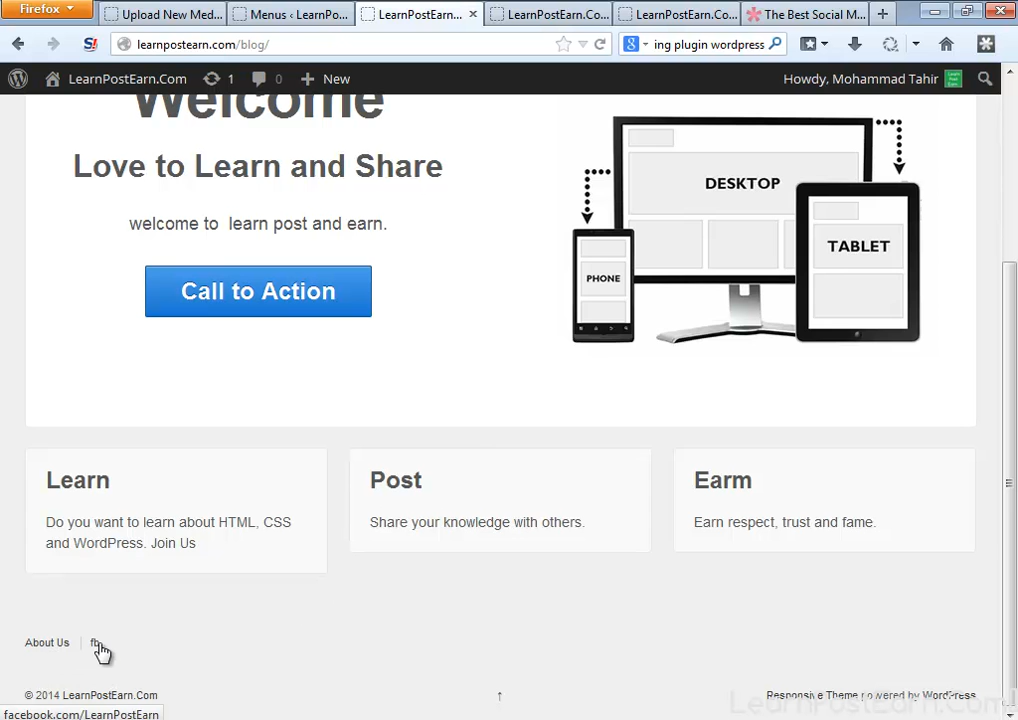 Firefox
Upload New Med...
Menus ‹ LearnPo...
LearnPostEarn....
LearnPostEarn.Co...
LearnPostEarn.Co...
The Best Social M...
learnpostearn.com/blog/
ing plugin wordpress
LearnPostEarn.Com
1
0
New
Howdy, Mohammad Tahir
Welcome
Love to Learn and Share
welcome to learn post and earn.
Call to Action
DESKTOP
TABLET
PHONE
Learn
Do you want to learn about HTML, CSS
and WordPress. Join Us
Post
Share your knowledge with others.
Earm
Earn respect, trust and fame.
About Us
fb
© 2014 LearnPostEarn.Com
↑
Responsive Theme powered by WordPress
LearnPostEarn.Com
facebook.com/LearnPostEarn